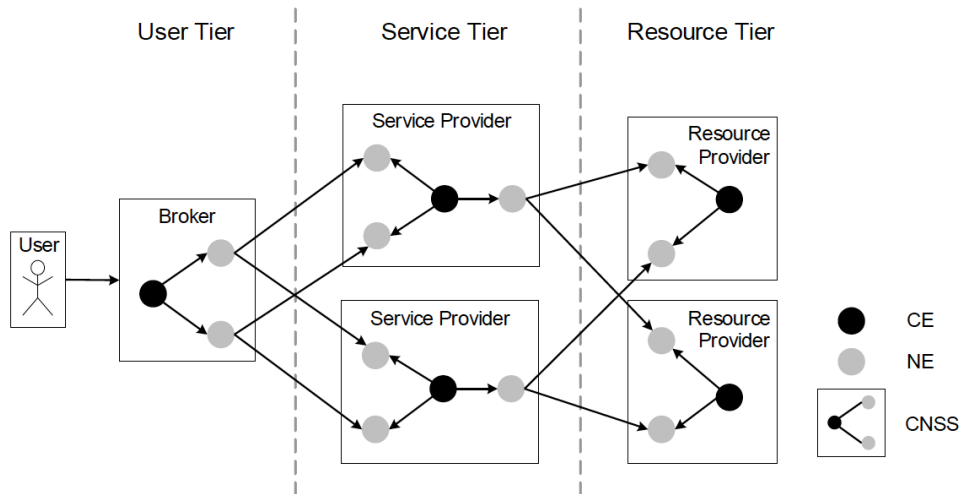 User Tier
Service Tier
Resource Tier
Service Provider
Resource
Provider
Broker
User
Service Provider
Resource
Provider
CE
NE
CNSS